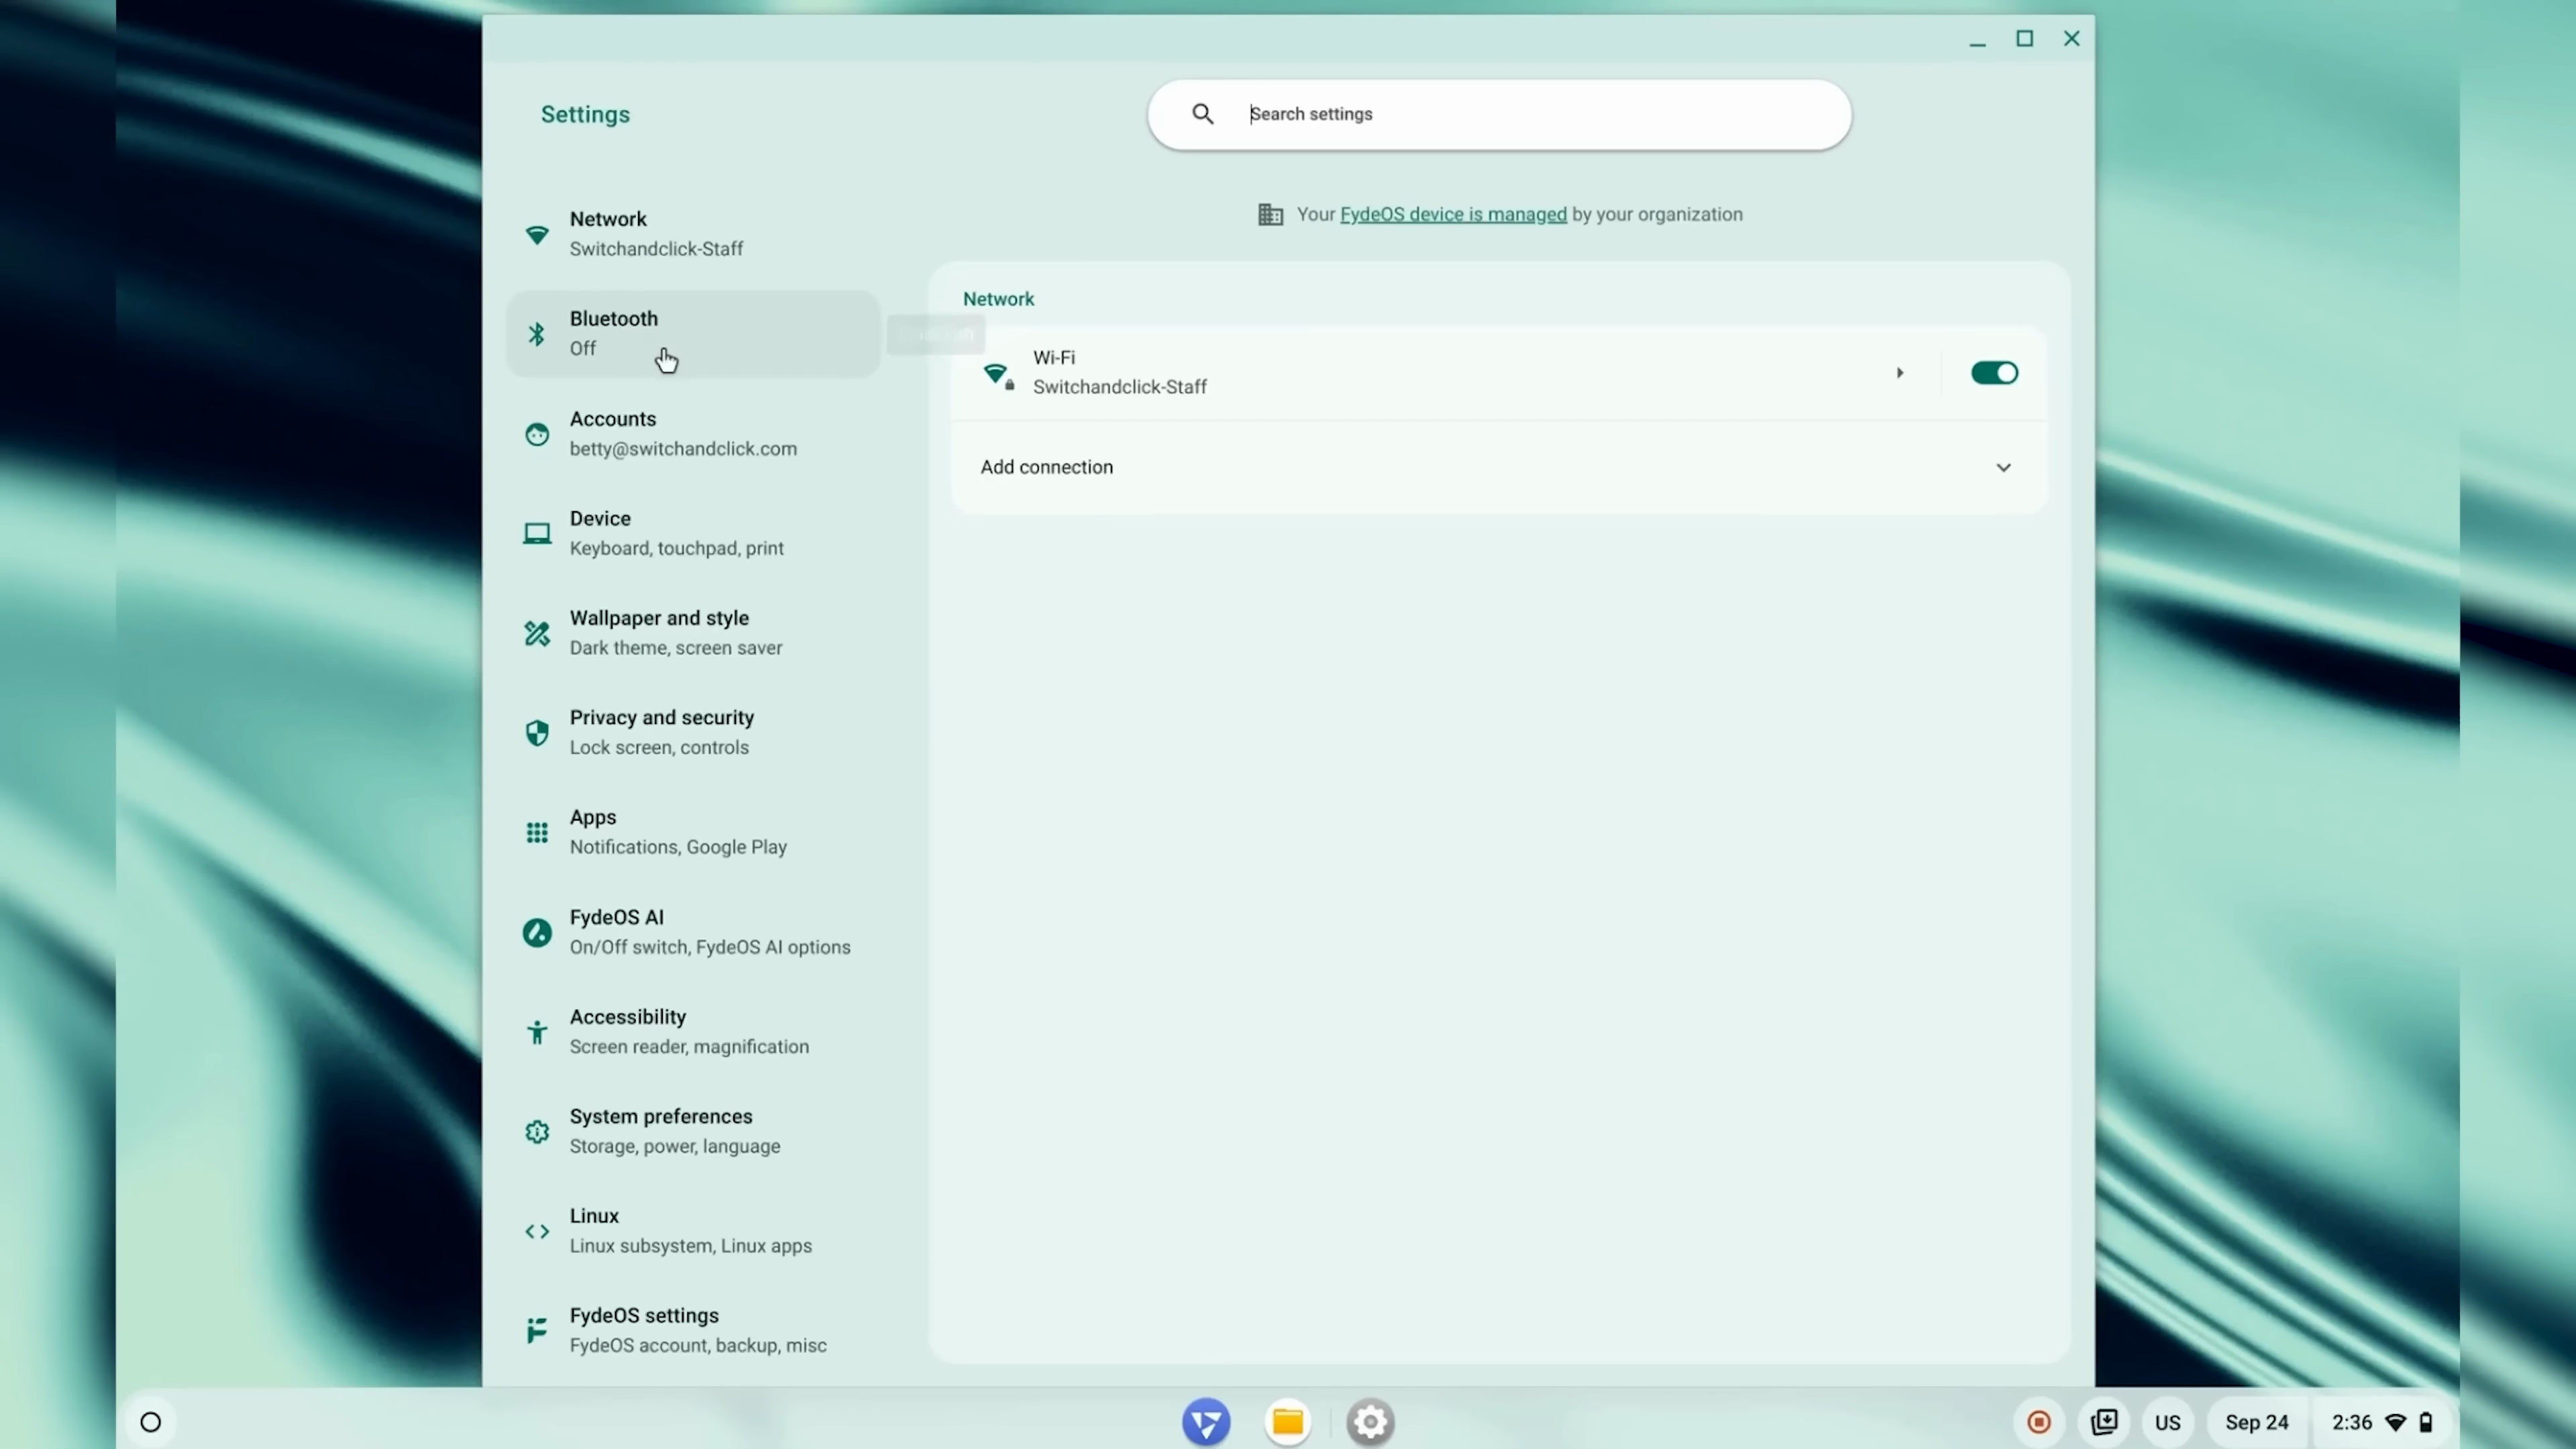 Settings
Search settings
Your FydeOS device is managed by your organization
Network
Switchandclick-Staff
Bluetooth
Off
Accounts
betty@switchandclick.com
Device
Keyboard, touchpad, print
Wallpaper and style
Dark theme, screen saver
Privacy and security
Lock screen, controls
Apps
Notifications, Google Play
FydeOS AI
On/Off switch, FydeOS AI options
Accessibility
Screen reader, magnification
System preferences
Storage, power, language
Linux
Linux subsystem, Linux apps
FydeOS settings
FydeOS account, backup, misc
Network
Wi-Fi
Switchandclick-Staff
Add connection
US
Sep 24
2:36